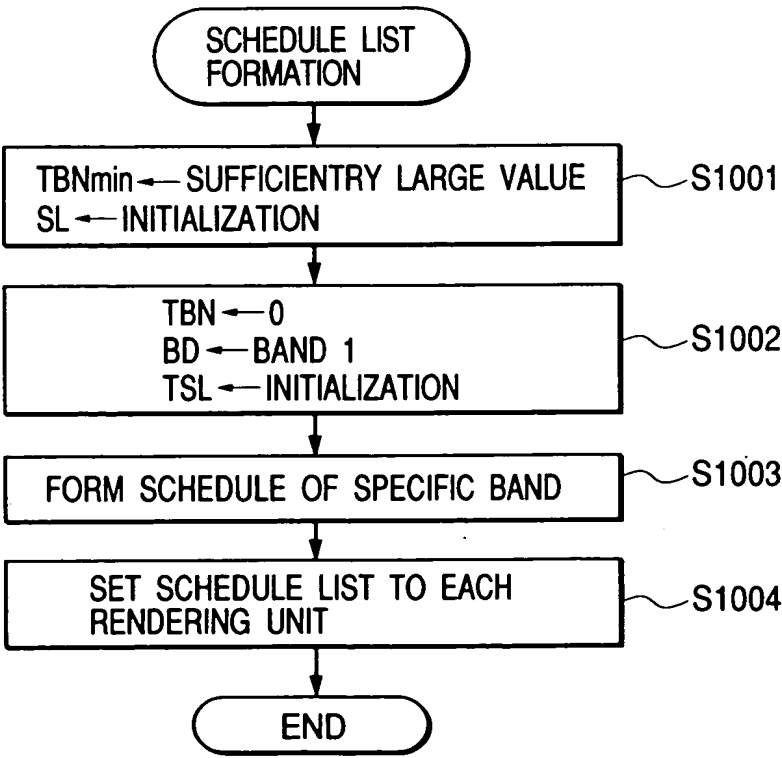 SCHEDULE LIST
FORMATION
TBNmin ← SUFFICIENTRY LARGE VALUE
SL ← INITIALIZATION
S1001
TBN ← 0
BD ← BAND 1
TSL ← INITIALIZATION
S1002
FORM SCHEDULE OF SPECIFIC BAND
S1003
SET SCHEDULE LIST TO EACH
RENDERING UNIT
S1004
END